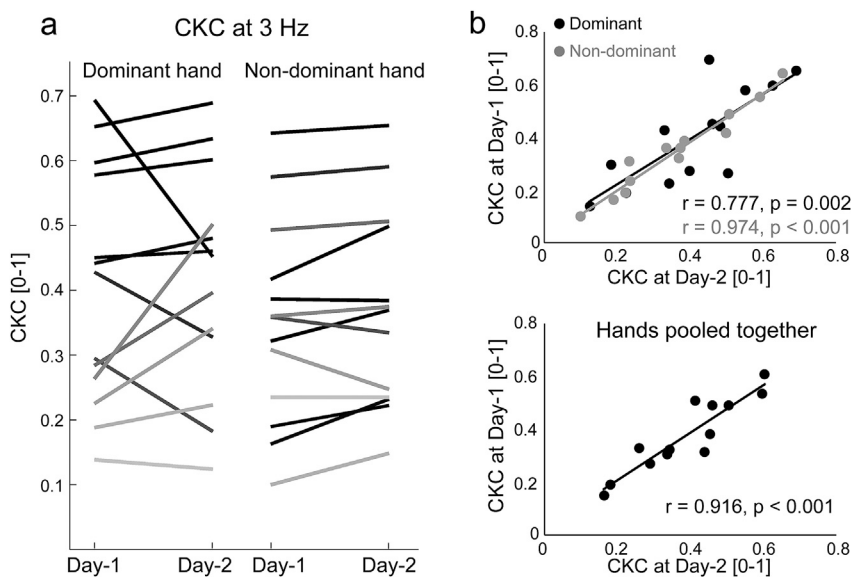 a
CKC at 3 Hz
Dominant hand
Non-dominant hand
CKC [0-1]
0.7
0.6
0.5
0.4
0.3
0.2
0.1
Day-1
Day-2
Day-1
Day-2
b
Dominant
Non-dominant
CKC at Day-1 [0-1]
0.8
0.6
0.4
0.2
0
r = 0.777, p = 0.002
r = 0.974, p < 0.001
0
0.2
0.4
0.6
0.8
CKC at Day-2 [0-1]
Hands pooled together
CKC at Day-1 [0-1]
0.8
0.6
0.4
0.2
0
r = 0.916, p < 0.001
0
0.2
0.4
0.6
0.8
CKC at Day-2 [0-1]